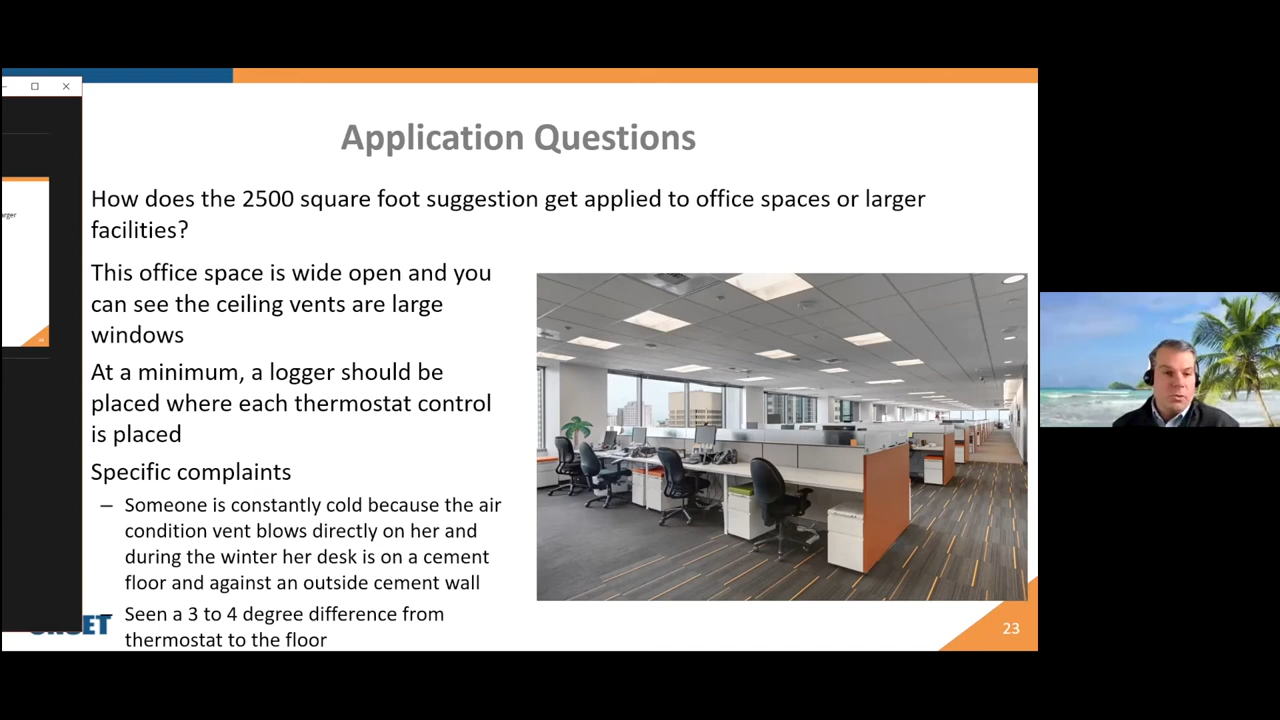 Application Questions
How does the 2500 square foot suggestion get applied to office spaces or larger
facilities?
This office space is wide open and you
can see the ceiling vents are large
windows
At a minimum, a logger should be
placed where each thermostat control
is placed
Specific complaints
– Someone is constantly cold because the air
condition vent blows directly on her and
during the winter her desk is on a cement
floor and against an outside cement wall
Seen a 3 to 4 degree difference from
thermostat to the floor
23